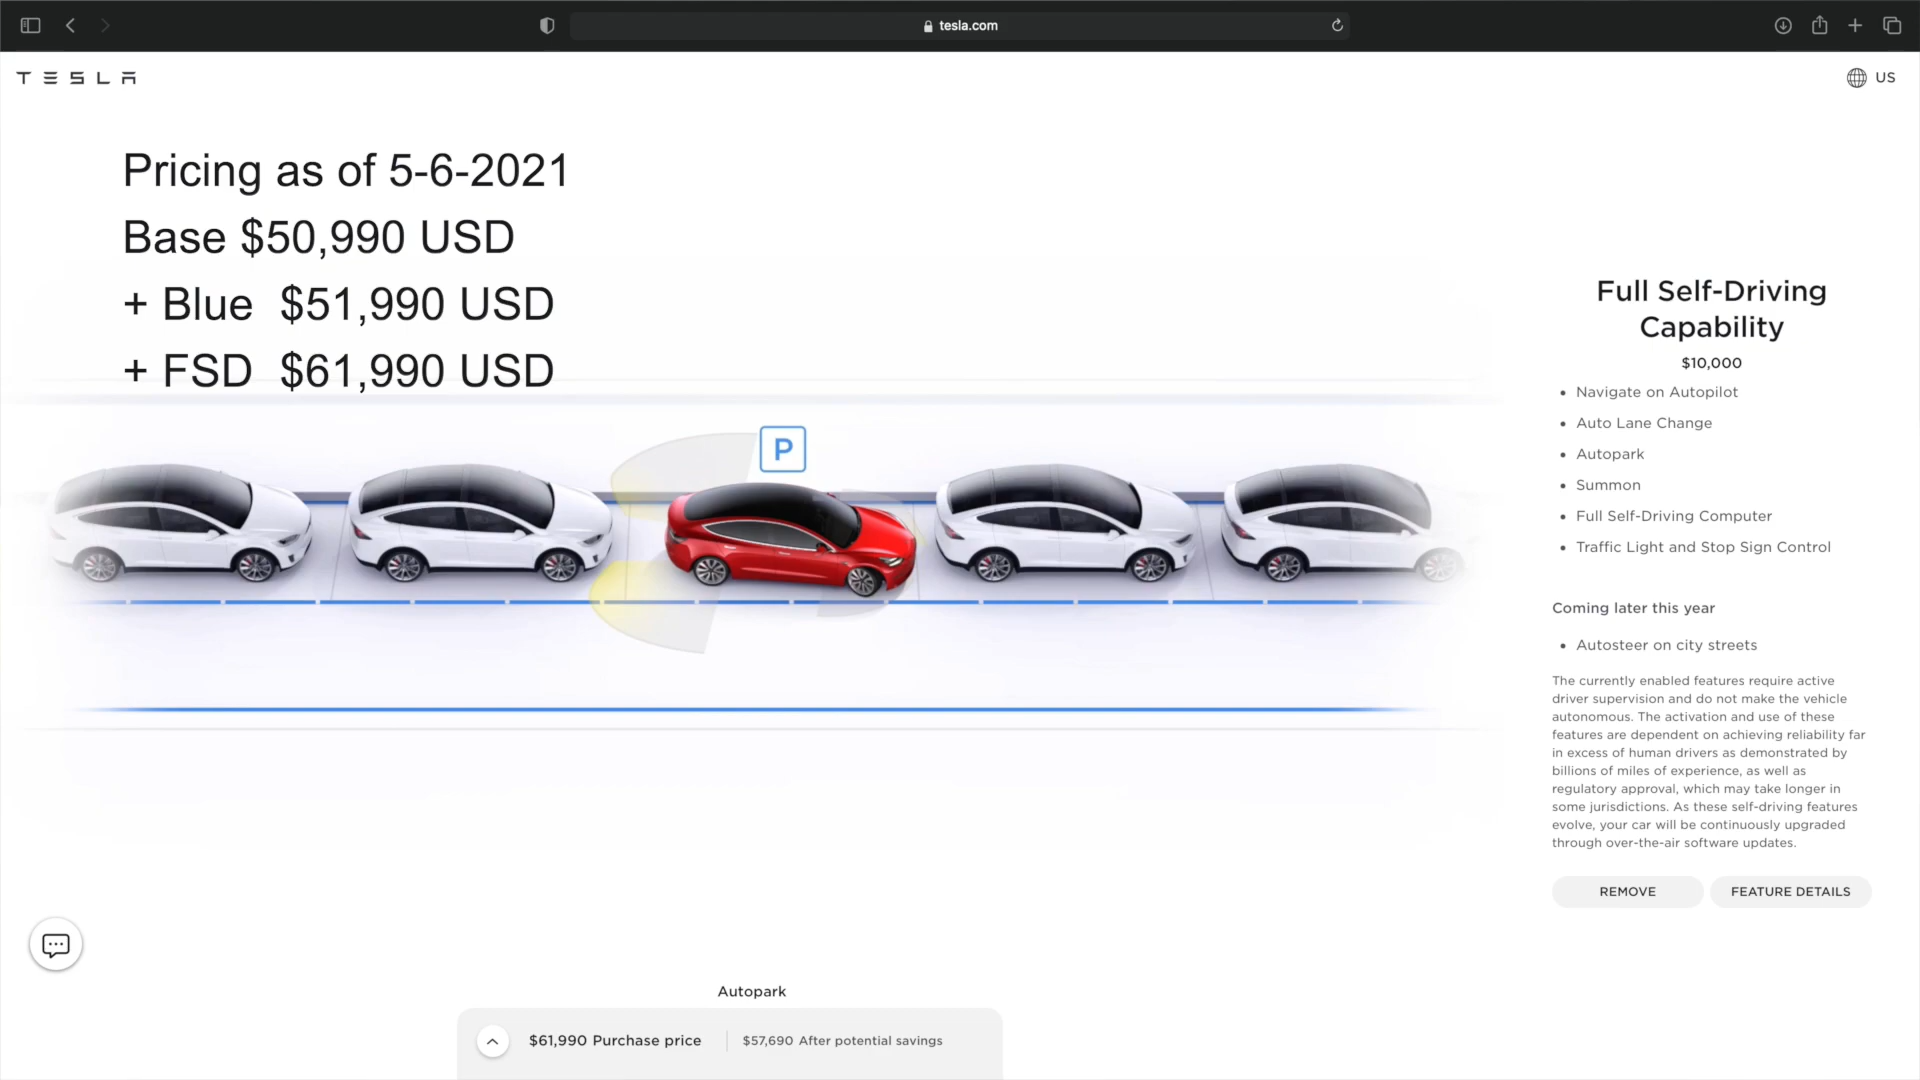 tesla.com
TESLA
US
Pricing as of 5-6-2021
Base $50,990 USD
+ Blue $51,990 USD
+ FSD $61,990 USD
P
Full Self-Driving
Capability
$10,000
• Navigate on Autopilot
• Auto Lane Change
• Autopark
• Summon
• Full Self-Driving Computer
• Traffic Light and Stop Sign Control
Coming later this year
• Autosteer on city streets
The currently enabled features require active
driver supervision and do not make the vehicle
autonomous. The activation and use of these
features are dependent on achieving reliability far
in excess of human drivers as demonstrated by
billions of miles of experience, as well as
regulatory approval, which may take longer in
some jurisdictions. As these self-driving features
evolve, your car will be continuously upgraded
through over-the-air software updates.
REMOVE FEATURE DETAILS
Autopark
$61,990 Purchase price $57,690 After potential savings